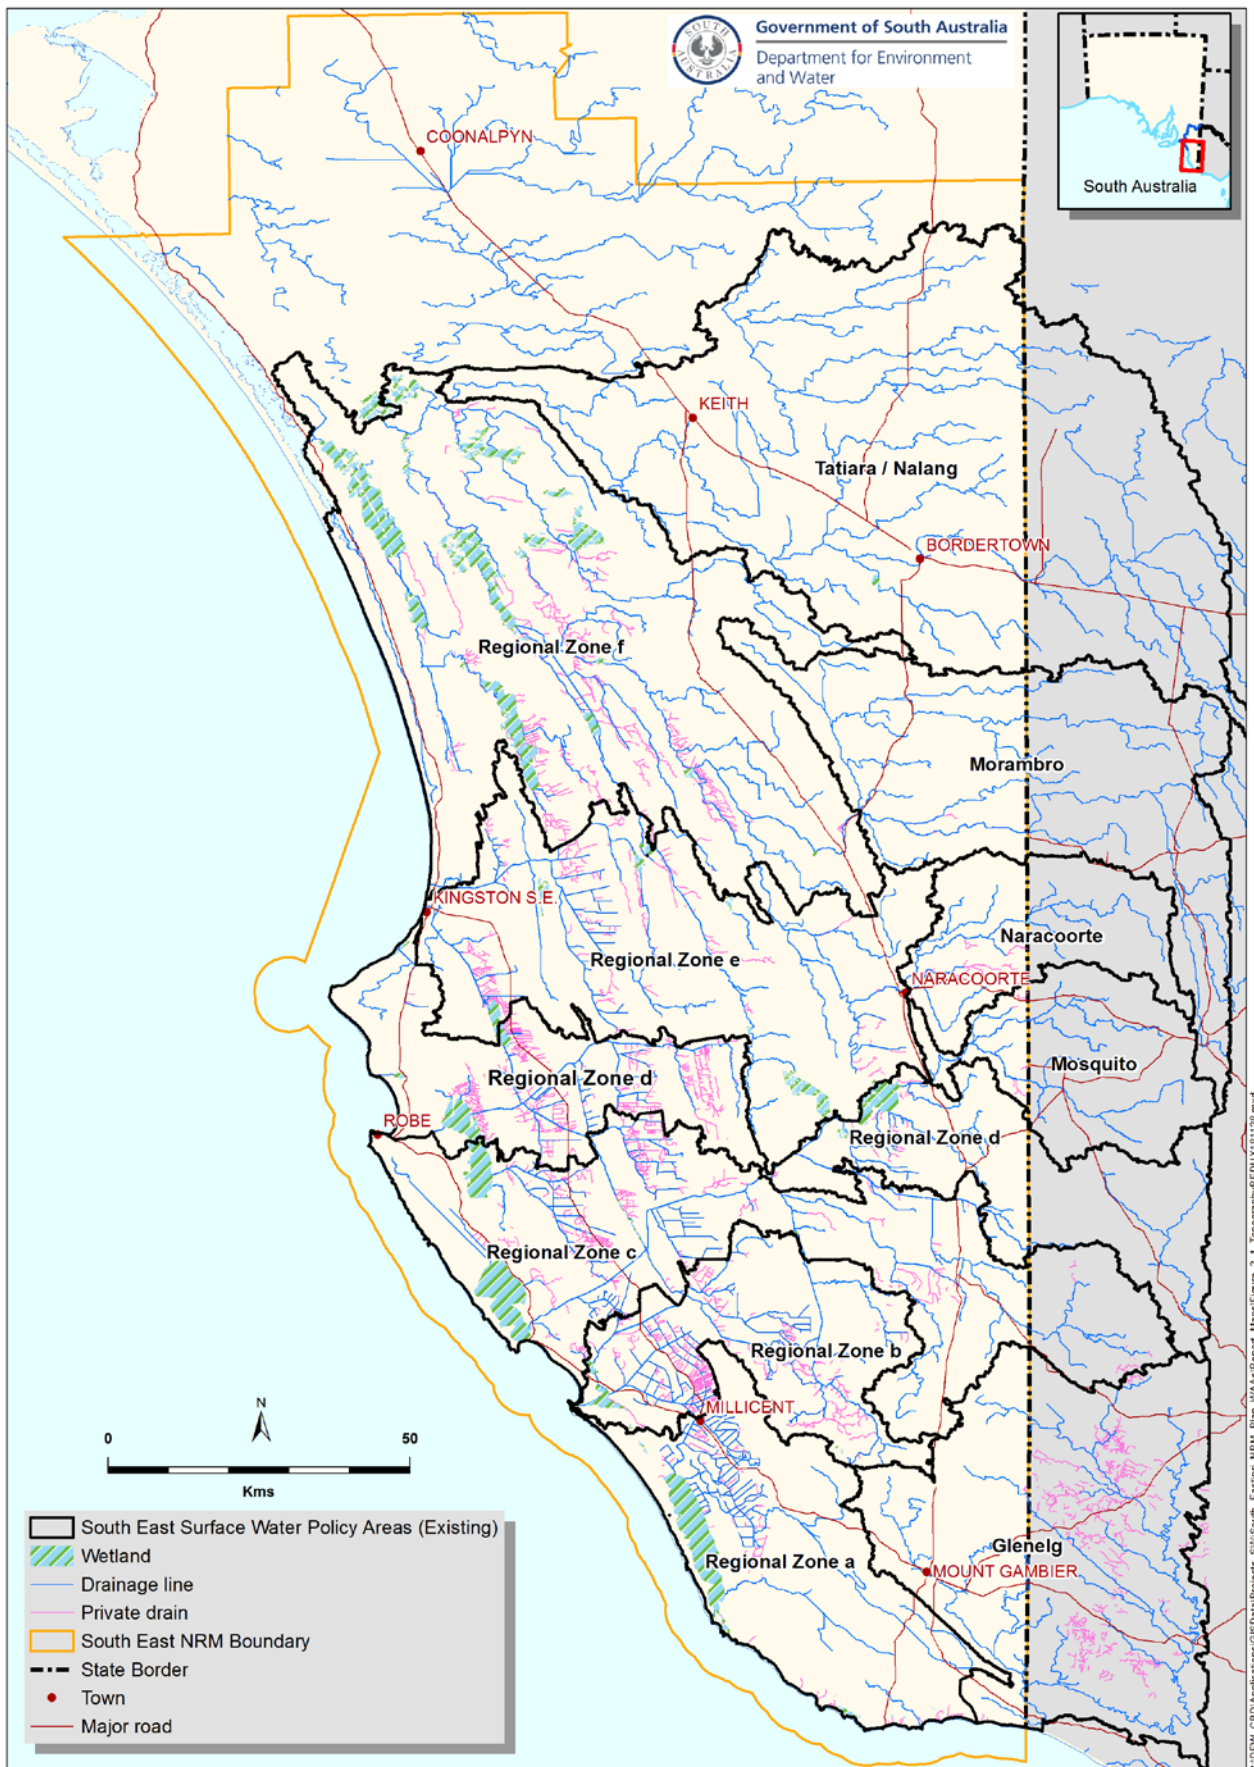 SOUTH
AUSTRALIA
Government of South Australia
Department for Environment
and Water
South Australia
COONALPYN
KEITH
Tatiara / Nalang
BORDERTOWN
Regional Zone f
Morambro
KINGSTON S.E.
Naracoorte
Regional Zone e
NARACOORTE
Mosquito
Regional Zone d
ROBE
Regional Zone d
Regional Zone c
Regional Zone b
MILLICENT
N
0
50
Kms
Glenelg
Regional Zone a
MOUNT GAMBIER
South East Surface Water Policy Areas (Existing)
Wetland
Drainage line
Private drain
South East NRM Boundary
State Border
Town
Major road